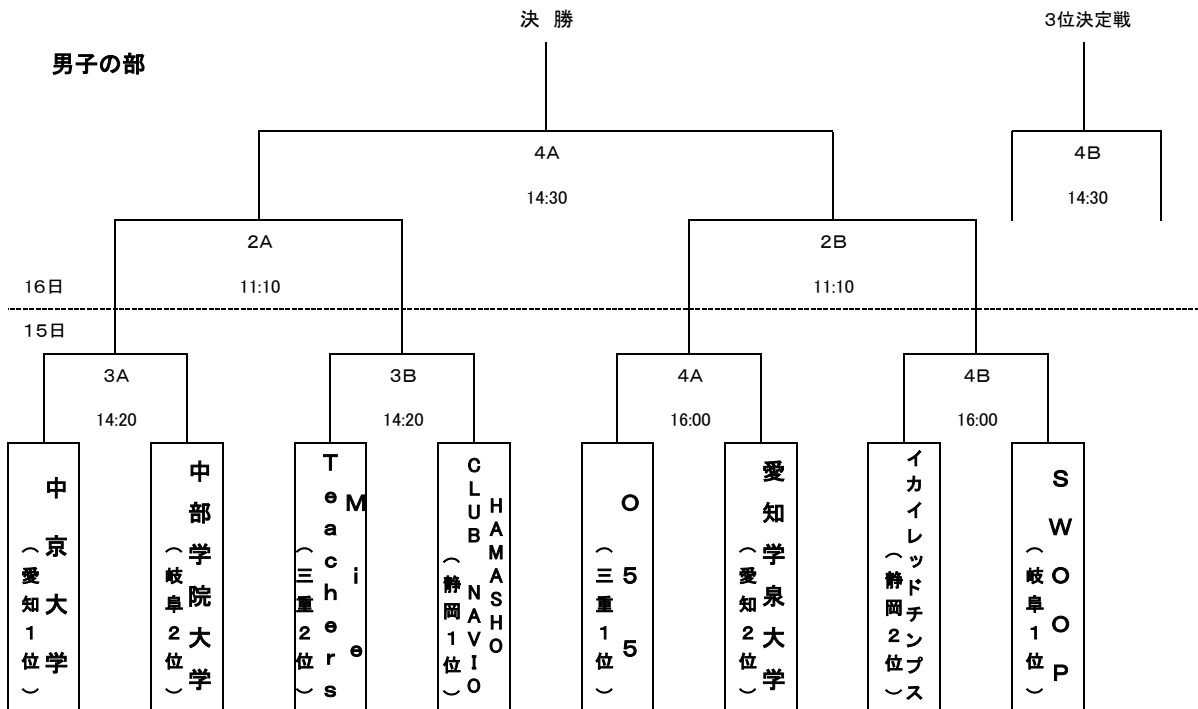 決　勝
3位決定戦
男子の部
4A
4B
14:30
14:30
2A
2B
16日
11:10
11:10
15日
3A
3B
4A
4B
14:20
14:20
16:00
16:00
中京大学
（愛知1位）
中部学院大学
（岐阜2位）
Mie
Teachers
（三重2位）
HAMASHO
CLUB NAVIO
（静岡1位）
O55
（三重1位）
愛知学泉大学
（愛知2位）
イカイレッドチンプス
（静岡2位）
SWOOP
（岐阜1位）